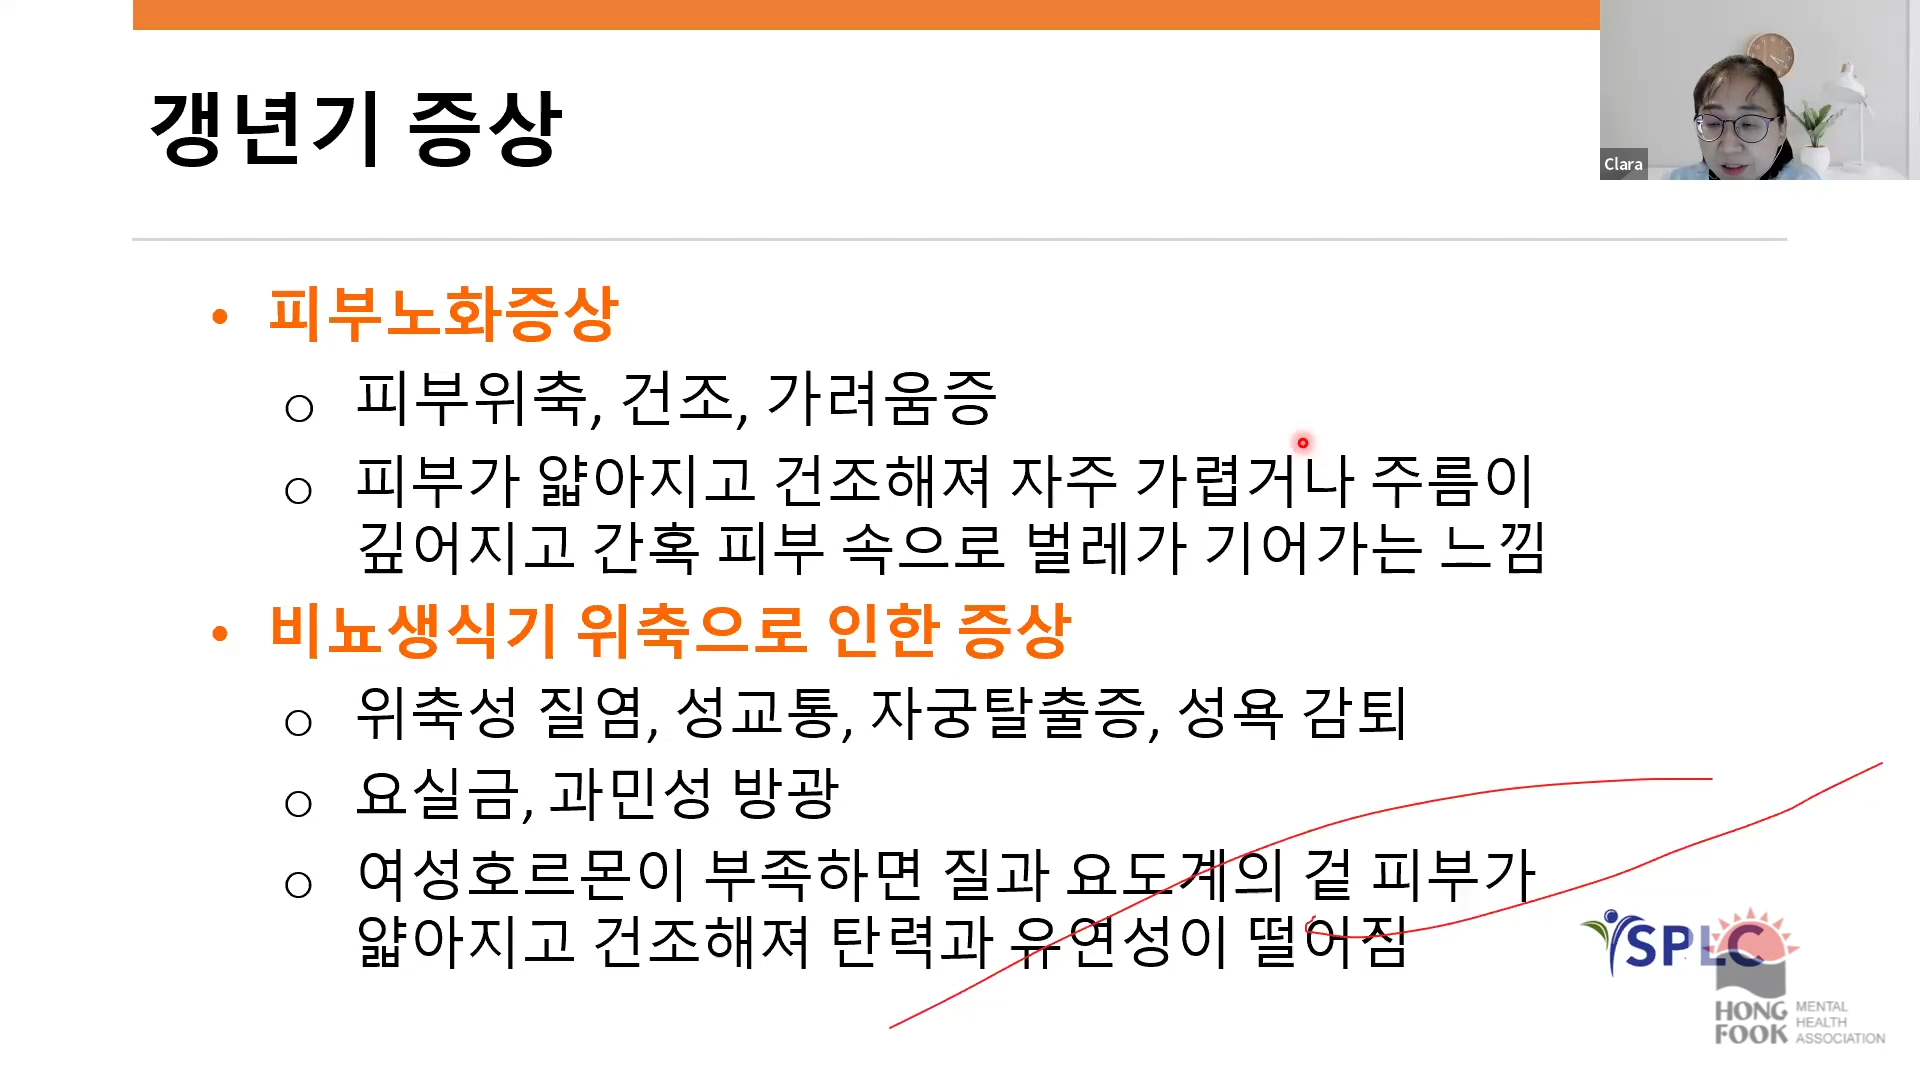 갱년기 증상
Clara
• 피부노화증상
o 피부위축, 건조, 가려움증
o 피부가 얇아지고 건조해져 자주 가렵거나 주름이
깊어지고 간혹 피부 속으로 벌레가 기어가는 느낌
• 비뇨생식기 위축으로 인한 증상
o 위축성 질염, 성교통, 자궁탈출증, 성욕 감퇴
o 요실금, 과민성 방광
o 여성호르몬이 부족하면 질과 요도계의 겉 피부가
얇아지고 건조해져 탄력과 유연성이 떨어짐
SPLC
HONG FOOK
MENTAL
HEALTH
ASSOCIATION